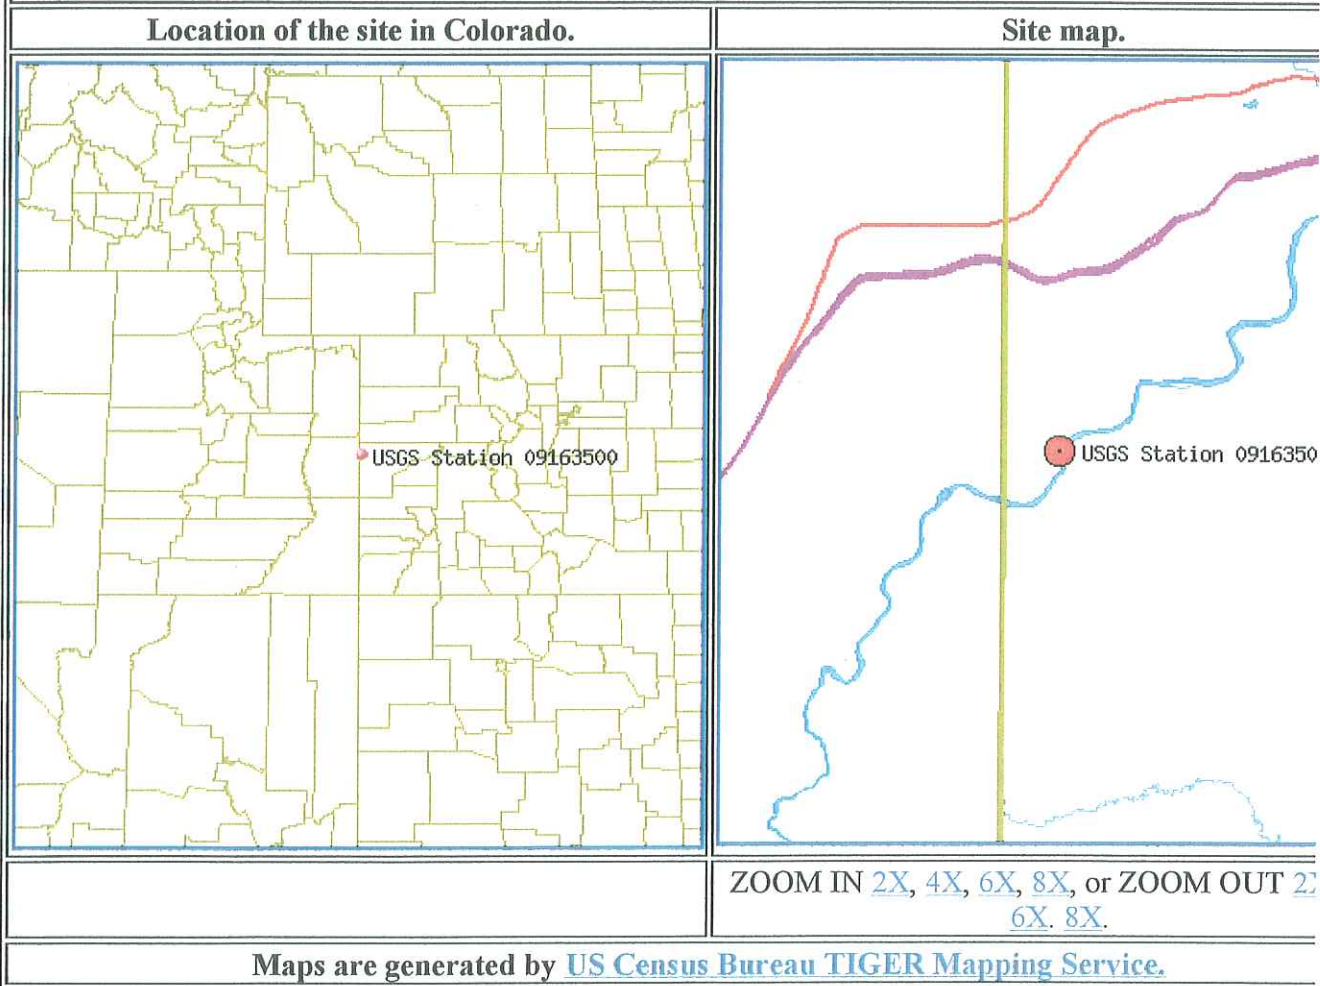 Location of the site in Colorado.
Site map.
USGS Station 09163500
USGS Station 0916350
ZOOM IN 2X, 4X, 6X, 8X, or ZOOM OUT
6X. 8X.
Maps are generated by US Census Bureau TIGER Mapping Service.